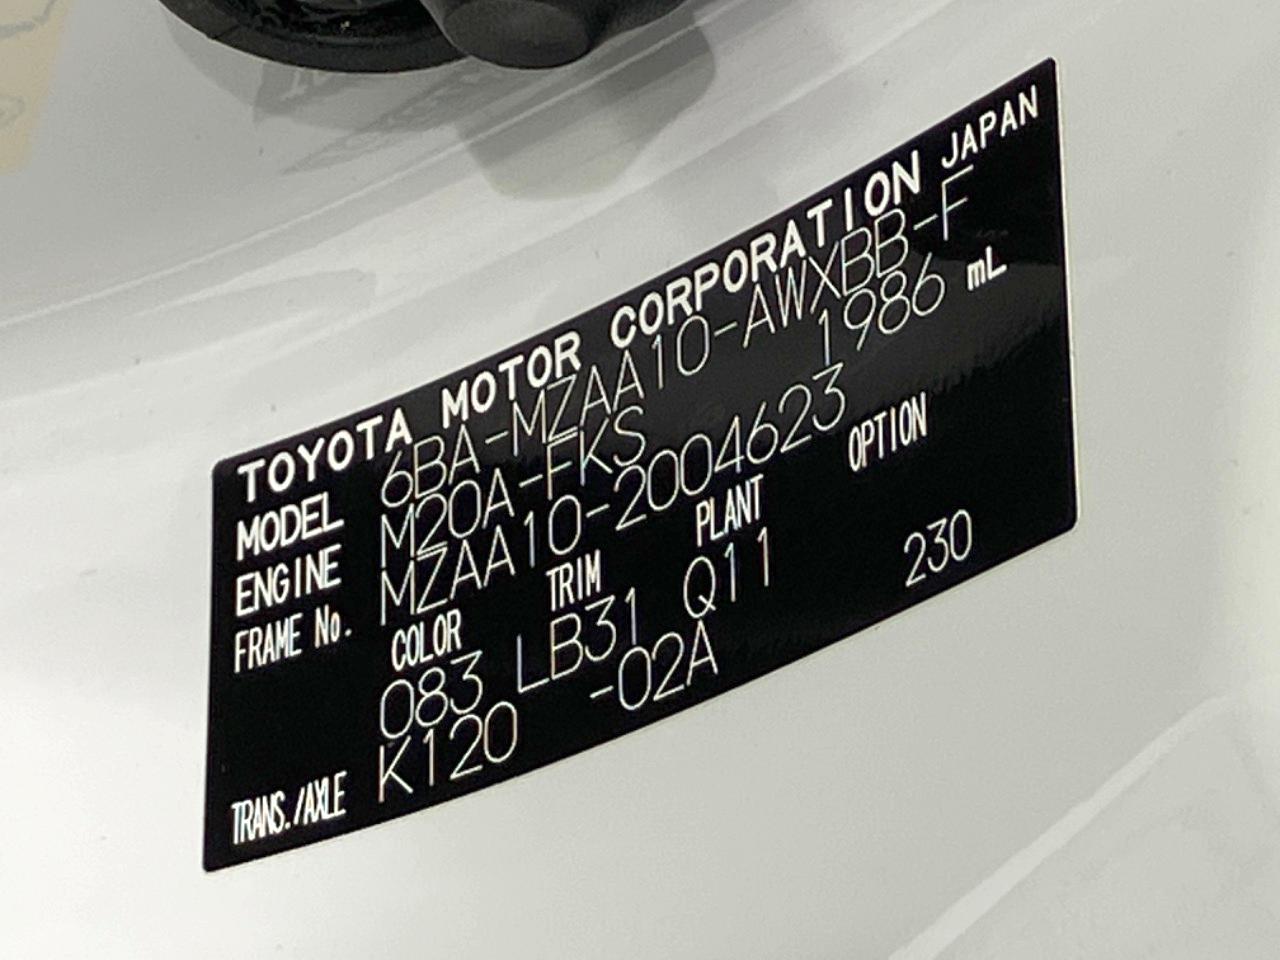 TOYOTA MOTOR CORPORATION JAPAN
MODEL 6BA-MZAA10-AWXBB-F
ENGINE M20A-FKS 1986 mL
FRAME No. MZAA10-2004623
COLOR TRIM PLANT OPTION
083 LB31 Q11 230
TRANS./AXLE K120 -02A